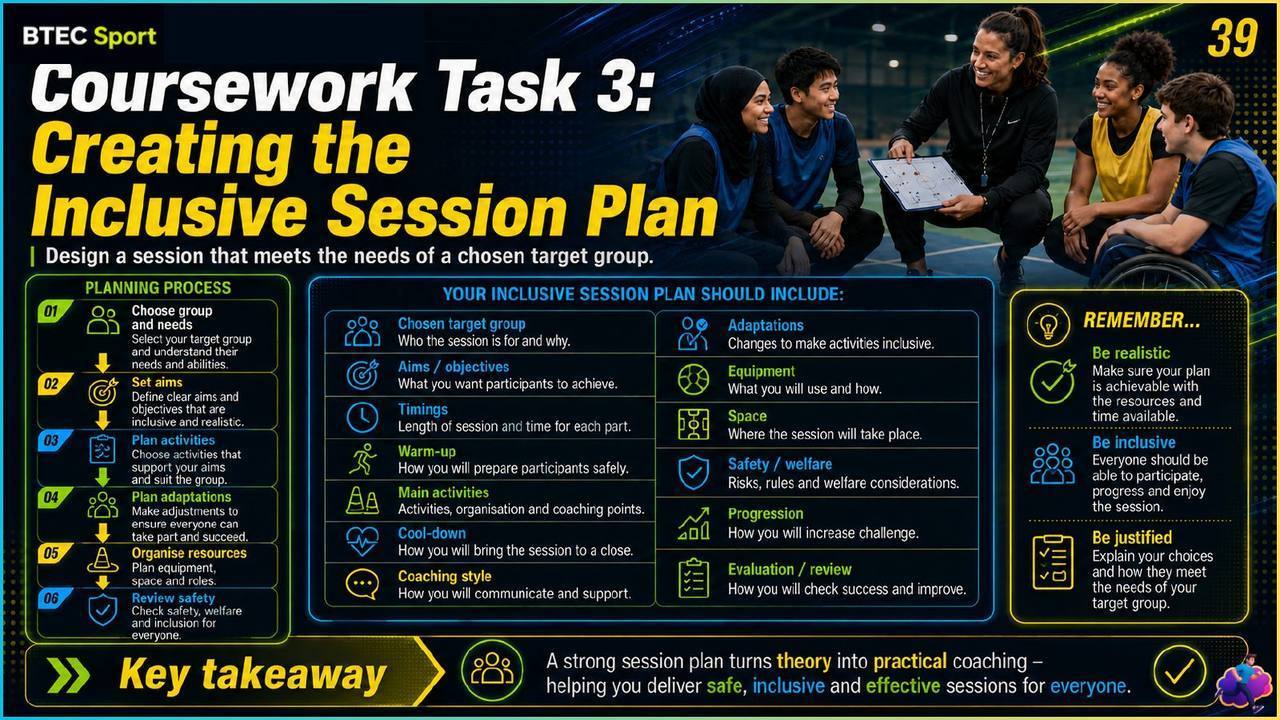 BTEC Sport
39
Coursework Task 3:
Creating the
Inclusive Session Plan
Design a session that meets the needs of a chosen target group.
PLANNING PROCESS
01
Choose group
and needs
Select your target group
and understand their
needs and abilities.
02
Set aims
Define clear aims and
objectives that are
inclusive and realistic.
03
Plan activities
Choose activities that
support your aims
and suit the group.
04
Plan adaptations
Make adjustments to
ensure everyone can
take part and succeed.
05
Organise resources
Plan equipment,
space and roles.
06
Review safety
Check safety, welfare
and inclusion for
everyone.
YOUR INCLUSIVE SESSION PLAN SHOULD INCLUDE:
Chosen target group
Who the session is for and why.
Aims / objectives
What you want participants to achieve.
Timings
Length of session and time for each part.
Warm-up
How you will prepare participants safely.
Main activities
Activities, organisation and coaching points.
Cool-down
How you will bring the session to a close.
Coaching style
How you will communicate and support.
Adaptations
Changes to make activities inclusive.
Equipment
What you will use and how.
Space
Where the session will take place.
Safety / welfare
Risks, rules and welfare considerations.
Progression
How you will increase challenge.
Evaluation / review
How you will check success and improve.
REMEMBER...
Be realistic
Make sure your plan
is achievable with
the resources and
time available.
Be inclusive
Everyone should be
able to participate,
progress and enjoy
the session.
Be justified
Explain your choices
and how they meet
the needs of your
target group.
Key takeaway
A strong session plan turns theory into practical coaching –
helping you deliver safe, inclusive and effective sessions for everyone.